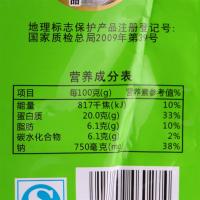 品
地理标志保护产品注册登记号:
国家质检总局2009年第39号
营养成分表
项目 每100克(g) 营养素参考值%
能量 817千焦(kJ) 10%
蛋白质 20.0克(g) 33%
脂肪 6.1克(g) 10%
碳水化合物 6.1克(g) 2%
钠 750毫克(mg) 38%